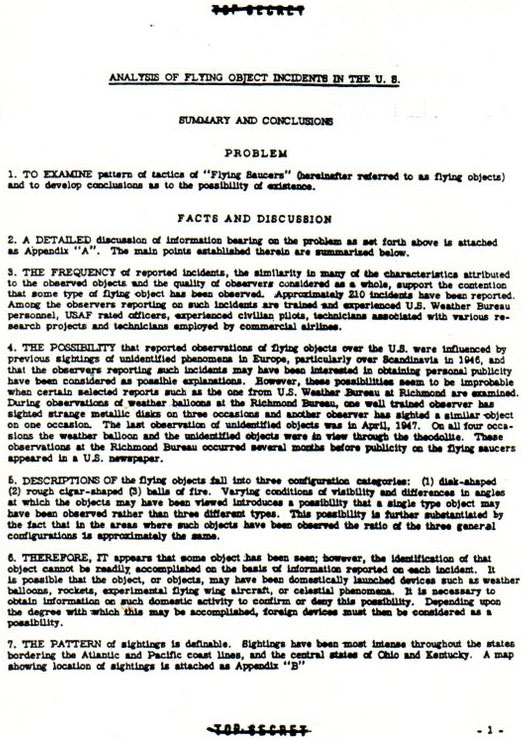 TOP SECRET
ANALYSIS OF FLYING OBJECT INCIDENTS IN THE U. S.
SUMMARY AND CONCLUSIONS
PROBLEM
1. TO EXAMINE pattern of tactics of "Flying Saucers" (hereinafter referred to as flying objects)
and to develop conclusions as to the possibility of existence.
FACTS AND DISCUSSION
2. A DETAILED discussion of information bearing on the problem as set forth above is attached
as Appendix "A". The main points established therein are summarized below.
3. THE FREQUENCY of reported incidents, the similarity in many of the characteristics attributed
to the observed objects and the quality of observers considered as a whole, support the contention
that some type of flying object has been observed. Approximately 210 incidents have been reported.
Among the observers reporting on such incidents are trained and experienced U.S. Weather Bureau
personnel, USAF rated officers, experienced civilian pilots, technicians associated with various re-
search projects and technicians employed by commercial airlines.
4. THE POSSIBILITY that reported observations of flying objects over the U.S. were influenced by
previous sightings of unidentified phenomena in Europe, particularly over Scandinavia in 1946, and
that the observers reporting such incidents may have been interested in obtaining personal publicity
have been considered as possible explanations. However, these possibilities seem to be improbable
when certain selected reports such as the one from U.S. Weather Bureau at Richmond are examined.
During observations of weather balloons at the Richmond Bureau, one well trained observer has
sighted strange metallic disks on three occasions and another observer has sighted a similar object
on one occasion. The last observation of unidentified objects was in April, 1947. On all four occa-
sions the weather balloon and the unidentified objects were in view through the theodolite. These
observations at the Richmond Bureau occurred several months before publicity on the flying saucers
appeared in a U.S. newspaper.
5. DESCRIPTIONS OF the flying objects fall into three configuration categories: (1) disk-shaped
(2) rough cigar-shaped (3) balls of fire. Varying conditions of visibility and differences in angles
at which the objects may have been viewed introduces a possibility that a single type object may
have been observed rather than three different types. This possibility is further substantiated by
the fact that in the areas where such objects have been observed the ratio of the three general
configurations is approximately the same.
6. THEREFORE, IT appears that some object has been seen; however, the identification of that
object cannot be readily accomplished on the basis of information reported on each incident. It
is possible that the object, or objects, may have been domestically launched devices such as weather
balloons, rockets, experimental flying wing aircraft, or celestial phenomena. It is necessary to
obtain information on such domestic activity to confirm or deny this possibility. Depending upon
the degree with which this may be accomplished, foreign devices must then be considered as a
possibility.
7. THE PATTERN of sightings is definable. Sightings have been most intense throughout the states
bordering the Atlantic and Pacific coast lines, and the central states of Ohio and Kentucky. A map
showing location of sightings is attached as Appendix "B"
TOP SECRET
- 1 -